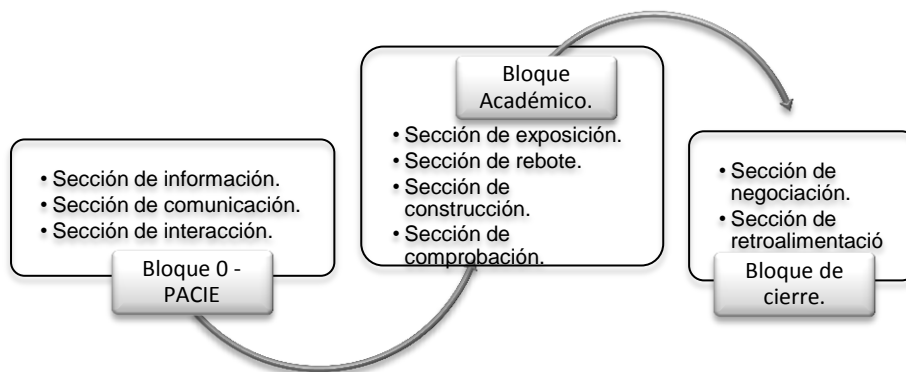 • Sección de información.
• Sección de comunicación.
• Sección de interacción.
Bloque 0 -
PACIE
Bloque
Académico.
• Sección de exposición.
• Sección de rebote.
• Sección de
construcción.
• Sección de
comprobación.
• Sección de
negociación.
• Sección de
retroalimentació
Bloque de
cierre.